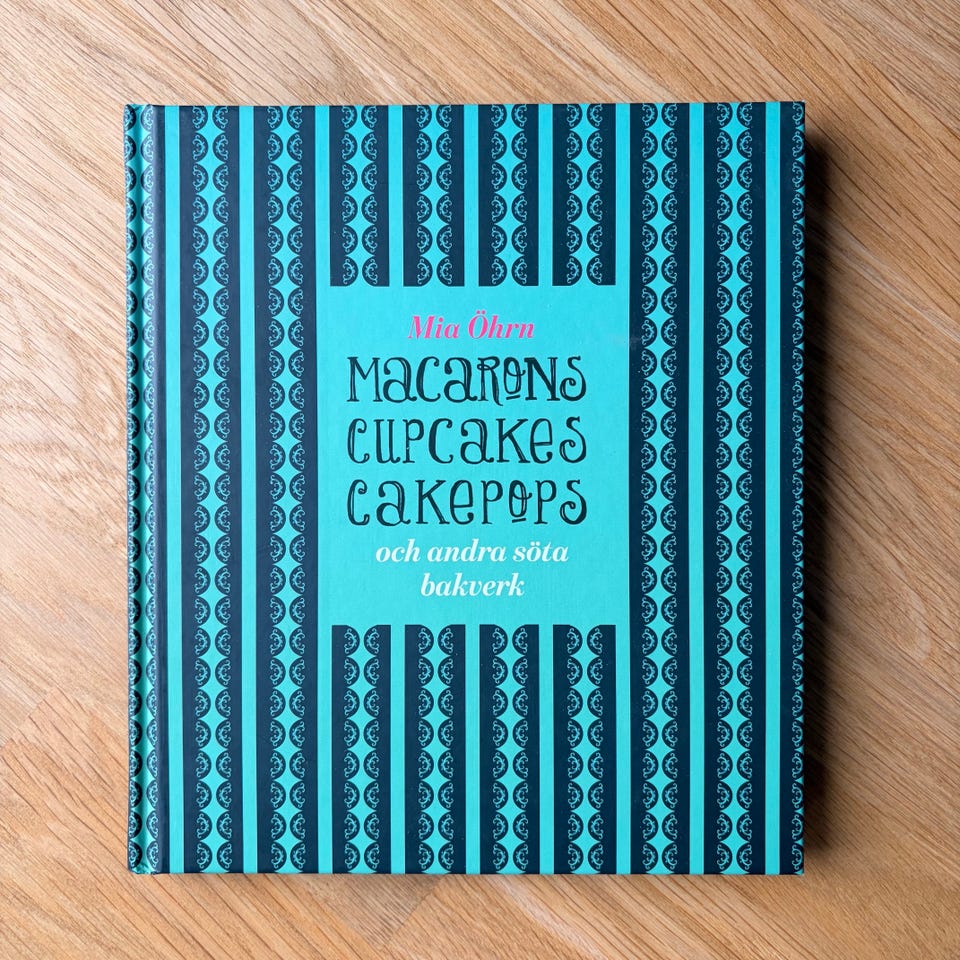 Mia Öhrn
MACARONS
CUPCAKES
CAKEPOPS
och andra söta
bakverk